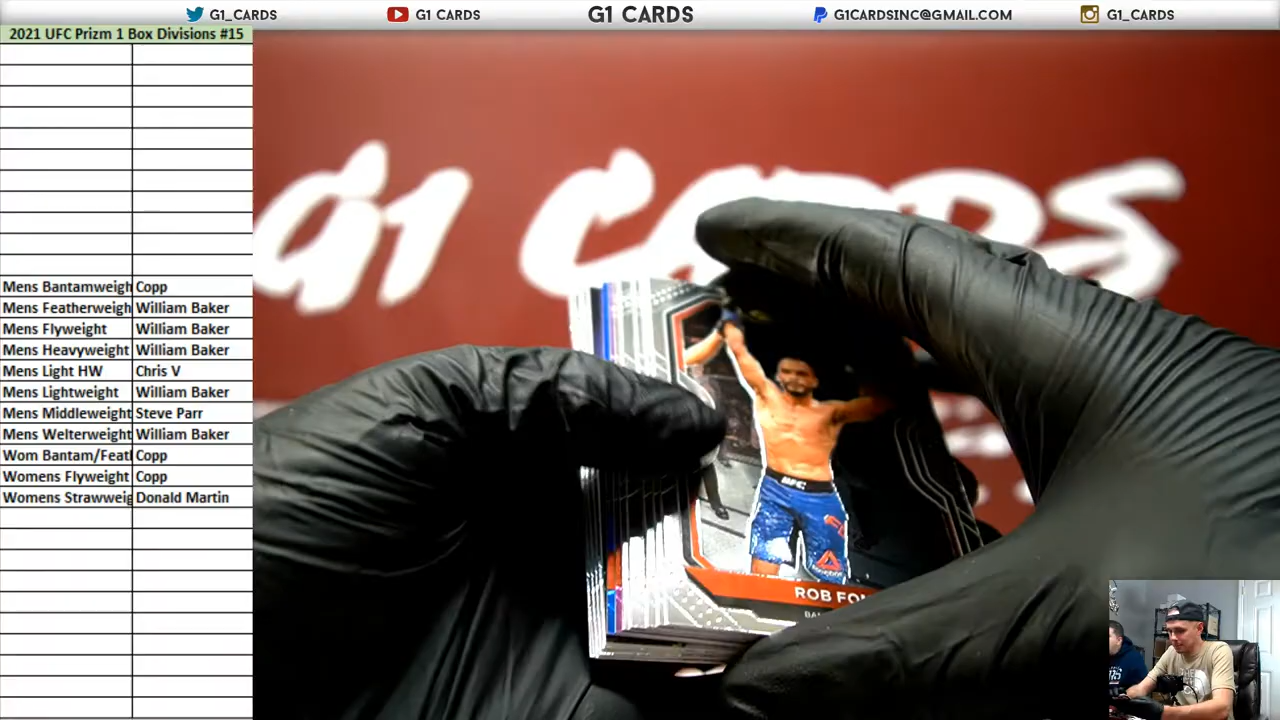 G1_CARDS
G1 CARDS
G1 CARDS
G1CARDSINC@GMAIL.COM
G1_CARDS
2021 UFC Prizm 1 Box Divisions #15
Mens Bantamweigh Copp
Mens Featherweigh William Baker
Mens Flyweight William Baker
Mens Heavyweight William Baker
Mens Light HW Chris V
Mens Lightweight William Baker
Mens Middleweight Steve Parr
Mens Welterweight William Baker
Wom Bantam/Featl Copp
Womens Flyweight Copp
Womens Strawweig Donald Martin
G1 CARDS
UFC
ROB FON
BA